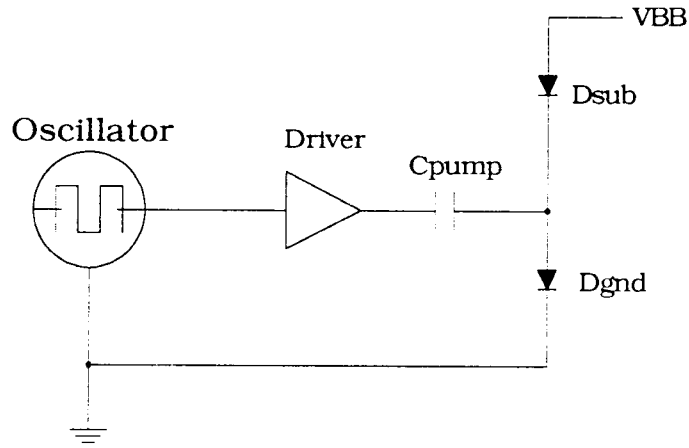 VBB
Dsub
Oscillator
Driver
Cpump
Dgnd